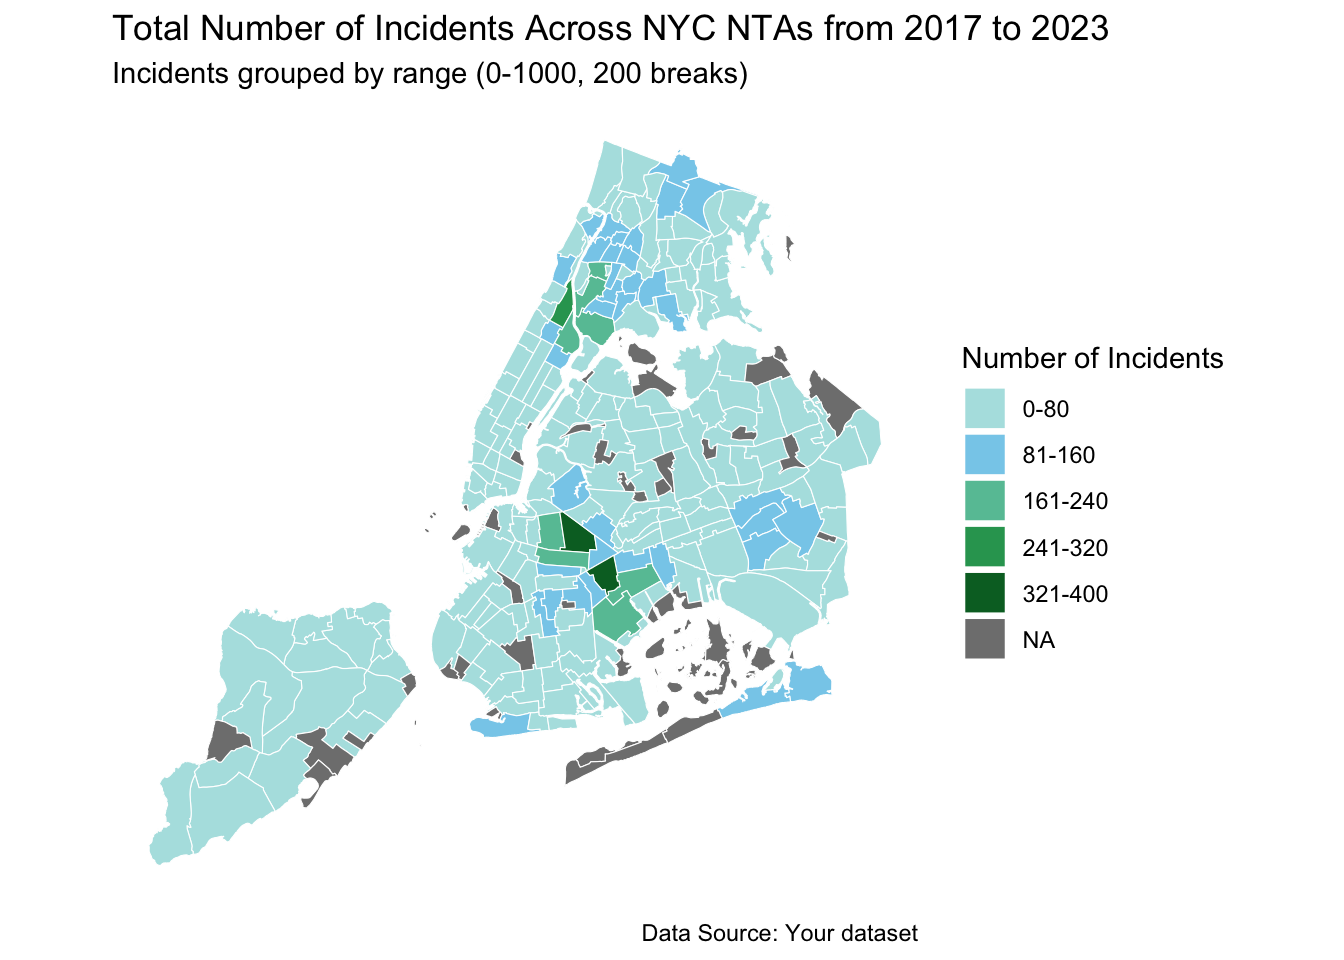 Total Number of Incidents Across NYC NTAs from 2017 to 2023
Incidents grouped by range (0-1000, 200 breaks)
Number of Incidents
0-80
81-160
161-240
241-320
321-400
NA
Data Source: Your dataset